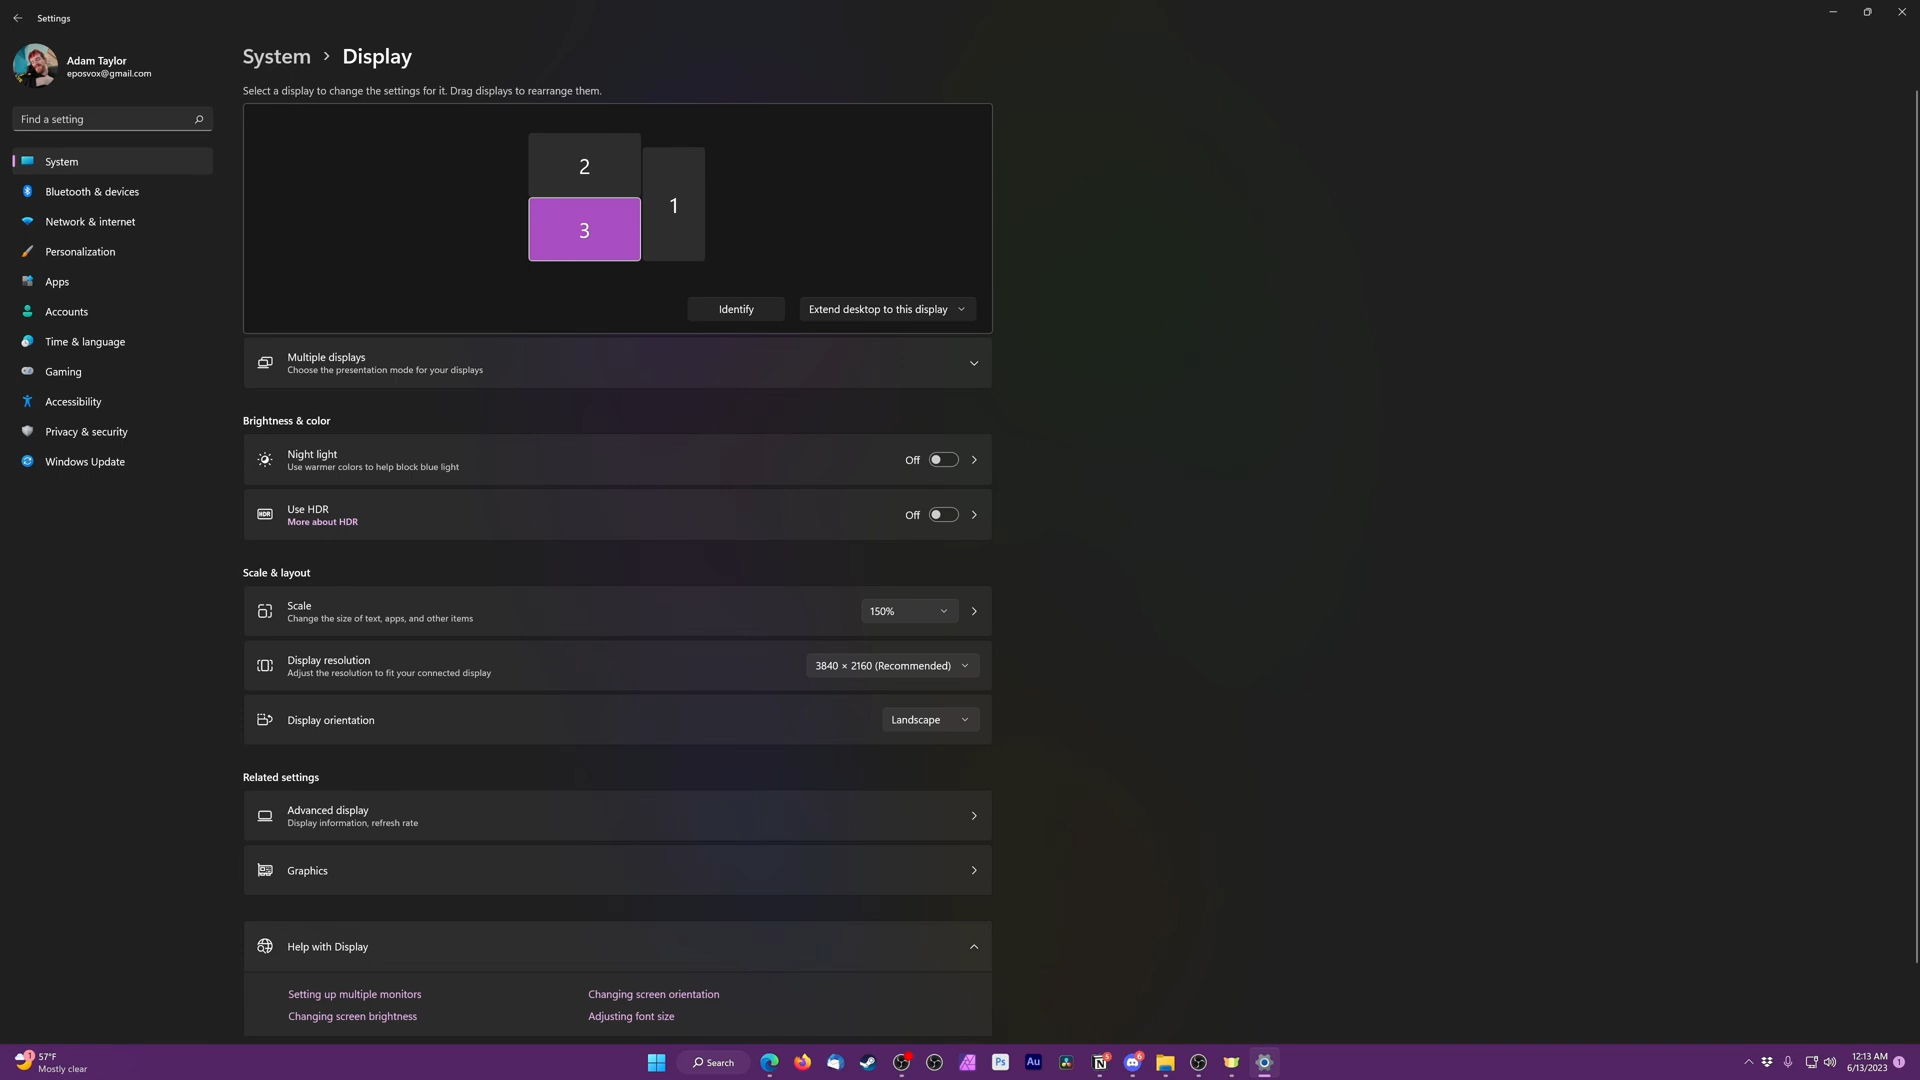 Settings
Adam Taylor
eposvox@gmail.com
Find a setting
System
Bluetooth & devices
Network & internet
Personalization
Apps
Accounts
Time & language
Gaming
Accessibility
Privacy & security
Windows Update
System > Display
Select a display to change the settings for it. Drag displays to rearrange them.
2
1
3
Identify
Extend desktop to this display
Multiple displays
Choose the presentation mode for your displays
Brightness & color
Night light
Use warmer colors to help block blue light
Off
HDR
Use HDR
More about HDR
Off
Scale & layout
Scale
Change the size of text, apps, and other items
150%
Display resolution
Adjust the resolution to fit your connected display
3840 × 2160 (Recommended)
Display orientation
Landscape
Related settings
Advanced display
Display information, refresh rate
Graphics
Help with Display
Setting up multiple monitors
Changing screen orientation
Changing screen brightness
Adjusting font size
1
57°F
Mostly clear
Search
Ps
Au
N
5
6
12:13 AM
6/13/2023
1